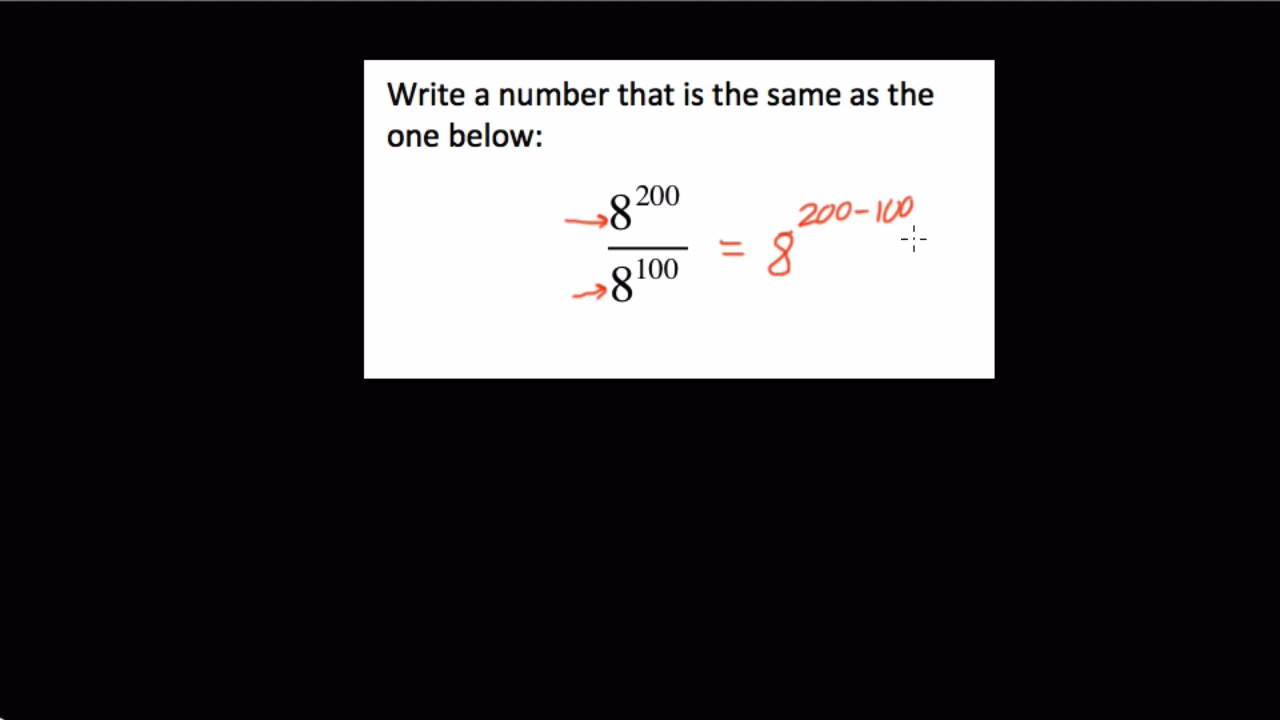 Write a number that is the same as the
one below:
8^200
8^100
= 8^200-100